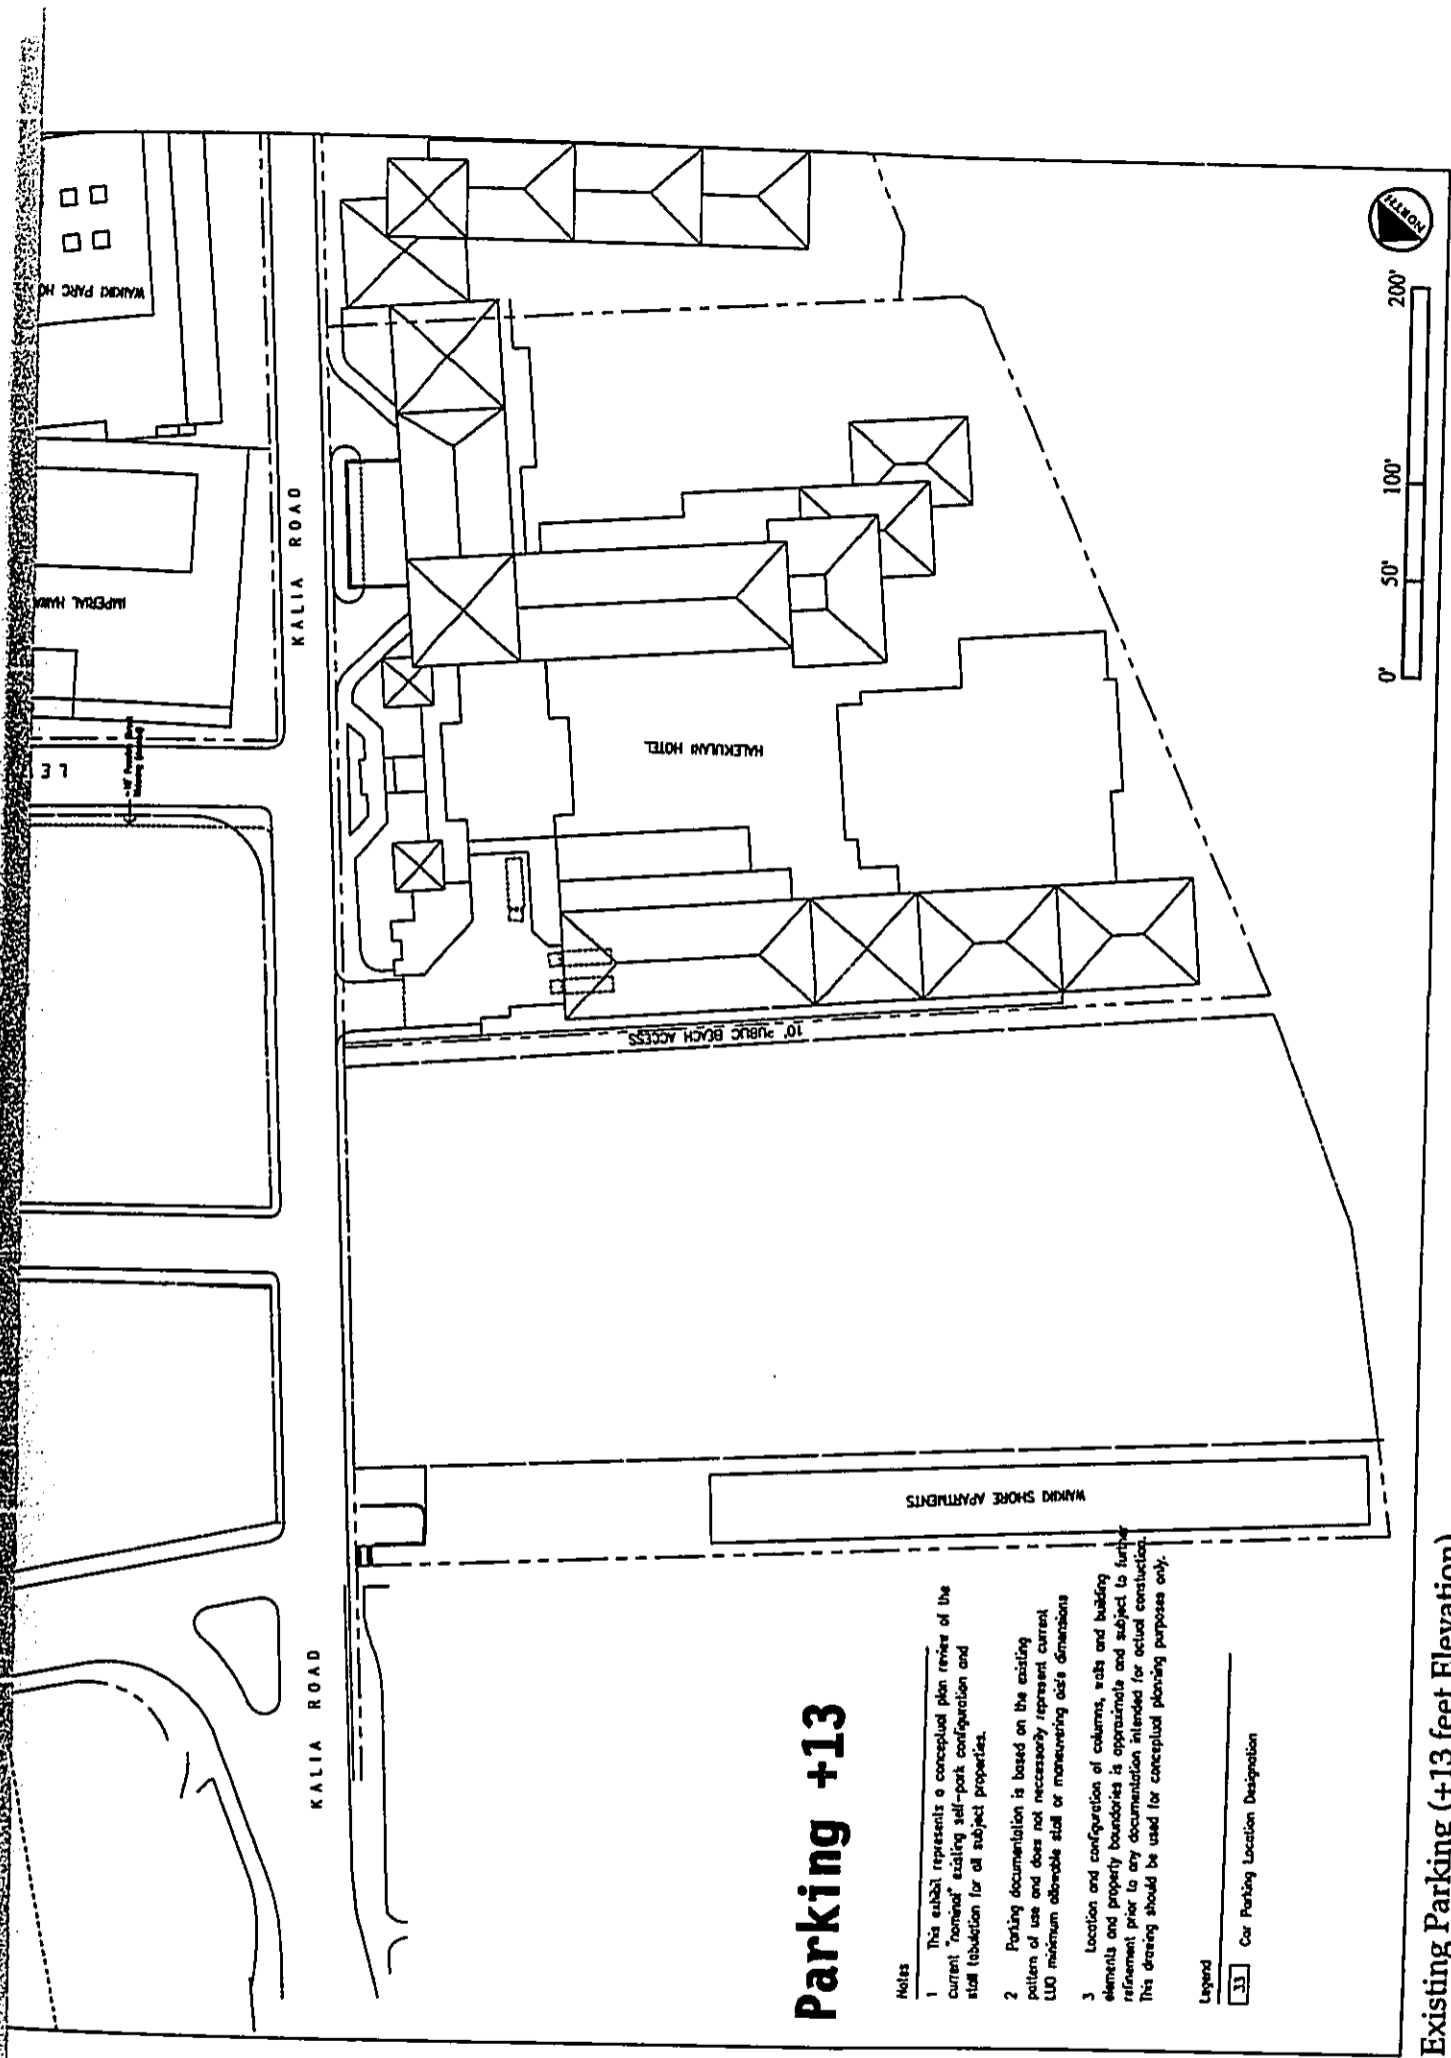 WAIKIKI PARC HO
IMPERIAL HAWA
KALIA ROAD
L E
HALEKULANI HOTEL
10' PUBLIC BEACH ACCESS
WAIKIKI SHORE APARTMENTS
KALIA ROAD
NORTH
0' 50' 100' 200'
Parking +13
Notes
1 This exhibit represents a conceptual plan review of the
current "nominal" existing self-park configuration and
stall tabulation for all subject properties.
2 Parking documentation is based on the existing
pattern of use and does not neccessarily represent current
LUO minimum allowable stall or maneuvering aisle dimensions
3 Location and configuration of columns, walls and building
elements and property boundaries is approximate and subject to further
refinement prior to any documentation intended for actual constuction.
This drawing should be used for conceptual planning purposes only.
Legend
33 Car Parking Location Designation
Existing Parking (+13 feet Elevation)